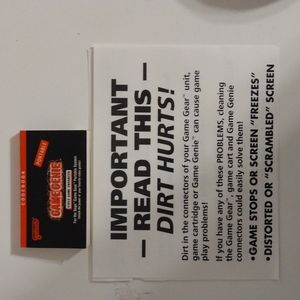 CODEBOOK
PORTABLE
GAME GENIE
IMPORTANT
— READ THIS —
DIRT HURTS!
Dirt in the connectors of your Game Gear™ unit,
game cartridge or Game Genie™ can cause game
play problems!
If you have any of these PROBLEMS, cleaning
the Game Gear™, game cart and Game Genie
connectors could easily solve them!
•GAME STOPS OR SCREEN "FREEZES"
•DISTORTED OR "SCRAMBLED" SCREEN